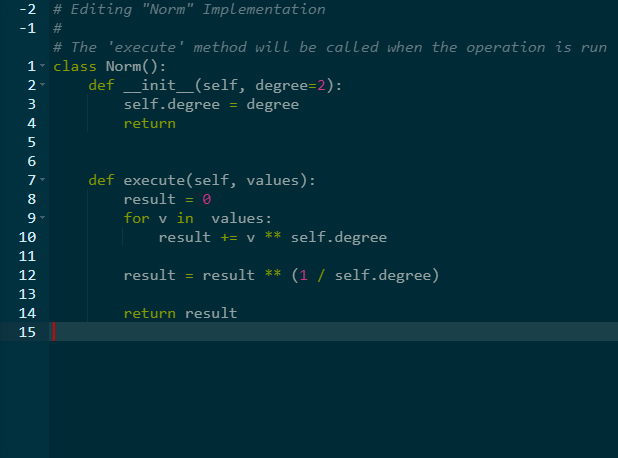 -2 # Editing "Norm" Implementation
-1 #
# The 'execute' method will be called when the operation is run
1 class Norm():
2     def __init__(self, degree=2):
3         self.degree = degree
4         return
5
6
7     def execute(self, values):
8         result = 0
9         for v in  values:
10             result += v ** self.degree
11
12         result = result ** (1 / self.degree)
13
14         return result
15